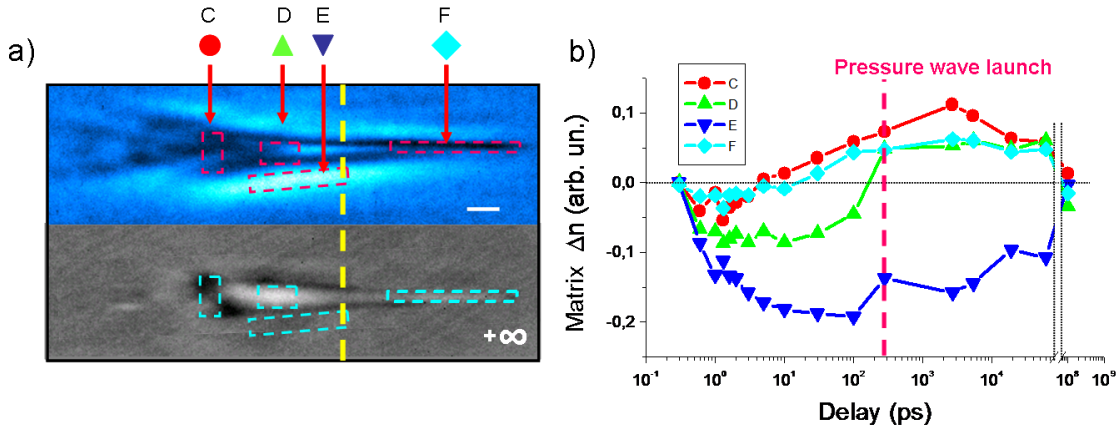 a)
C D E F
+∞
b)
Pressure wave launch
C
D
E
F
0,1
0,0
-0,1
-0,2
Matrix Δn (arb. un.)
10⁻¹ 10⁰ 10¹ 10² 10³ 10⁴ 10⁸ 10⁹
Delay (ps)